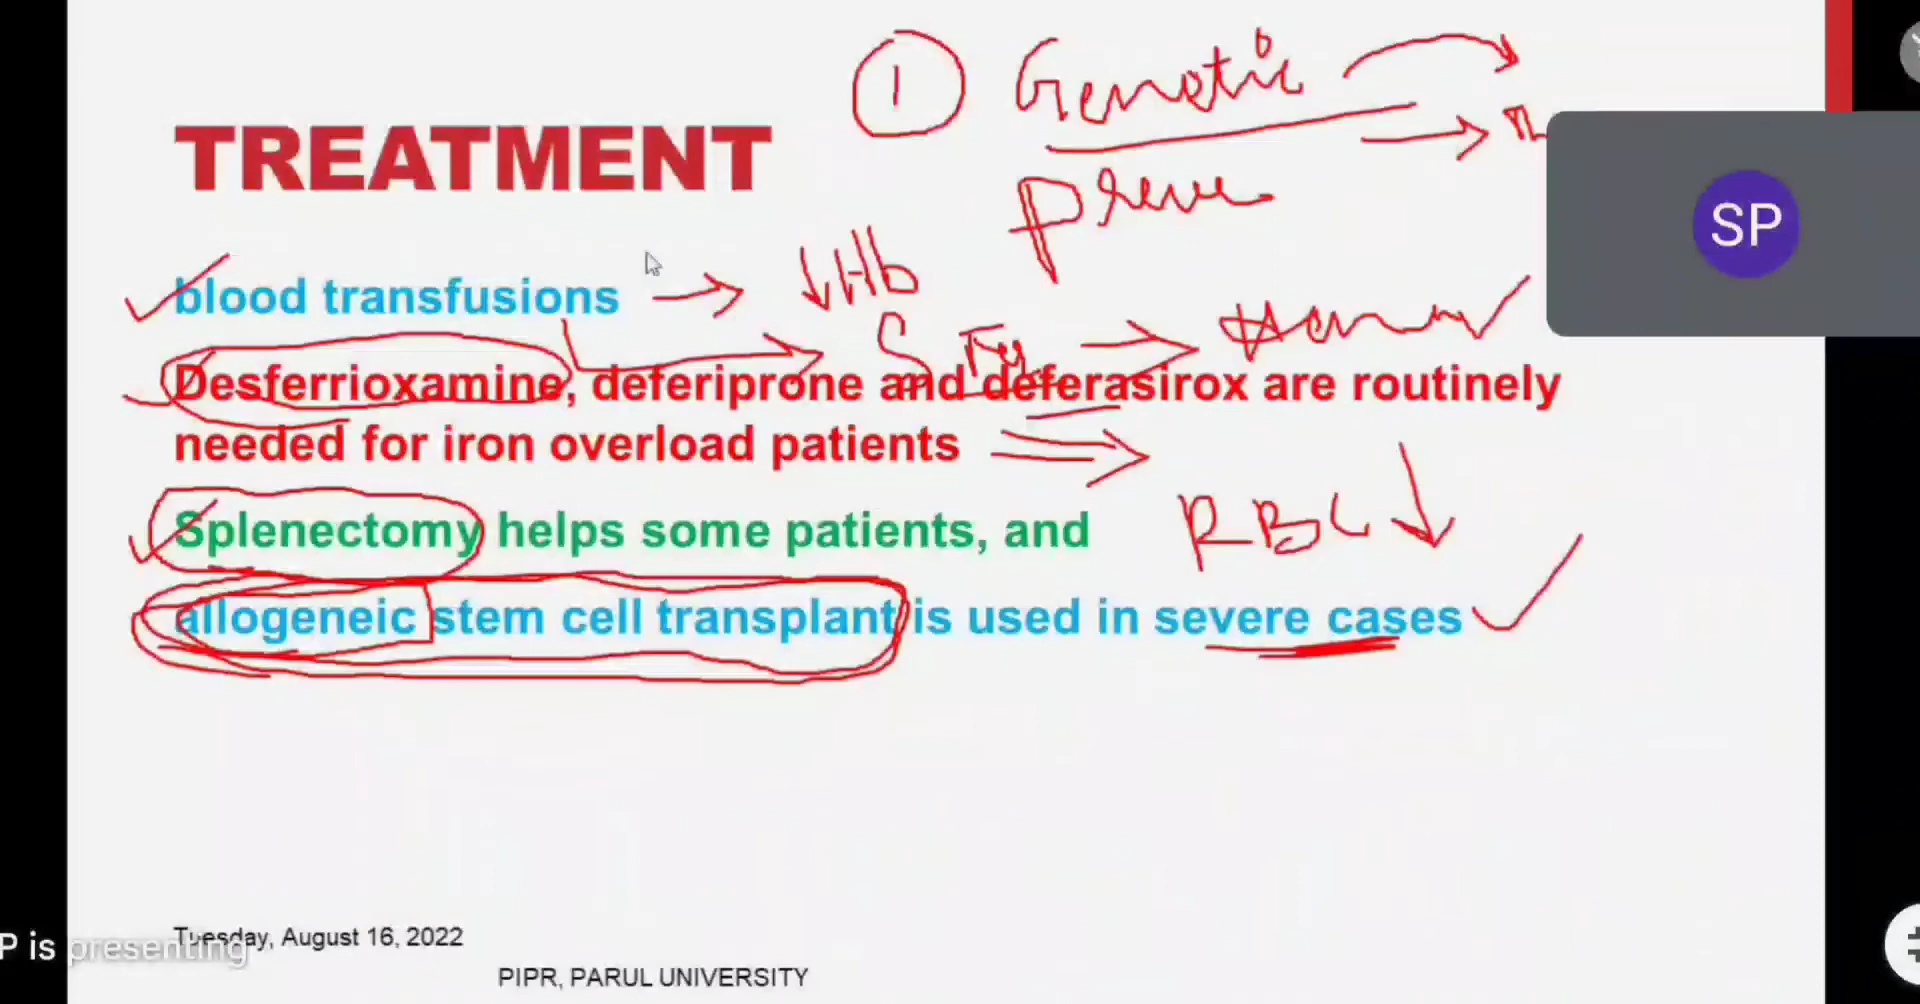 1 Genetic
TREATMENT
preve
SP
blood transfusions → ↓Hb
Desferrioxamine, deferiprone and deferasirox are routinely
needed for iron overload patients
RBC ↓
Splenectomy helps some patients, and
allogeneic stem cell transplant is used in severe cases
Tuesday, August 16, 2022
P is presenting
PIPR, PARUL UNIVERSITY